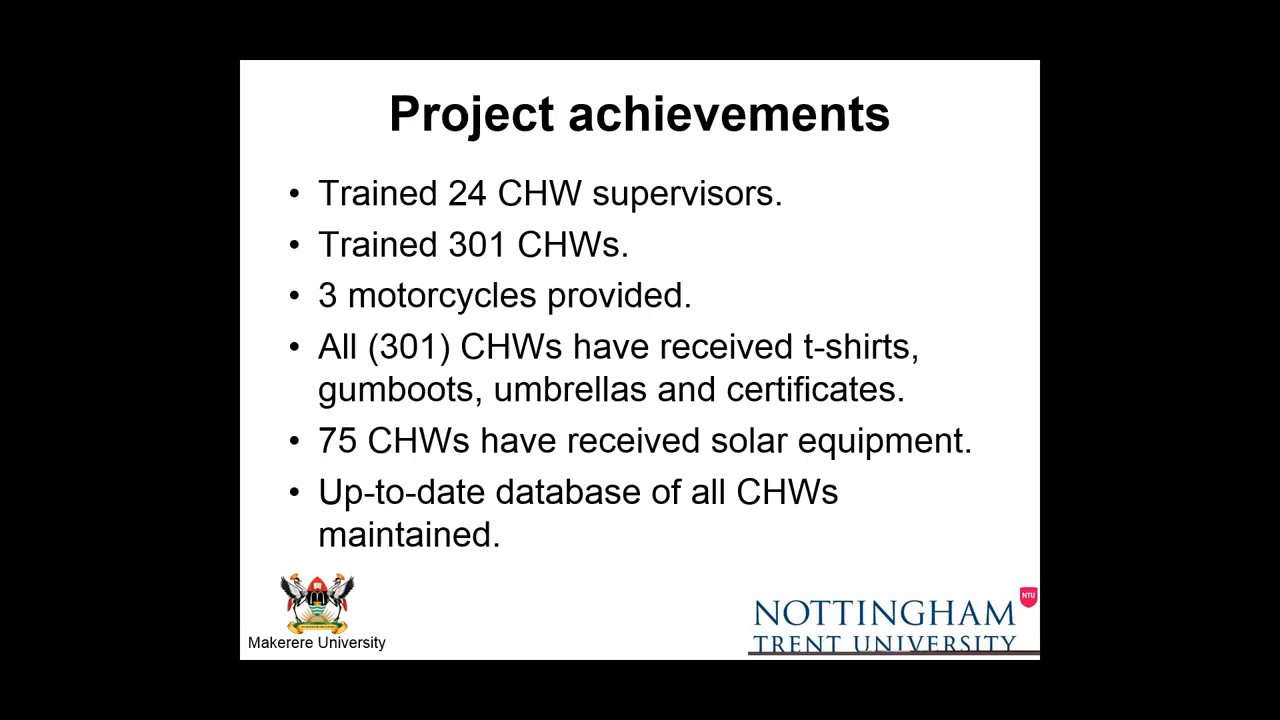 Project achievements
• Trained 24 CHW supervisors.
• Trained 301 CHWs.
• 3 motorcycles provided.
• All (301) CHWs have received t-shirts,
gumboots, umbrellas and certificates.
• 75 CHWs have received solar equipment.
• Up-to-date database of all CHWs
maintained.
Makerere University
NTU
NOTTINGHAM
TRENT UNIVERSITY